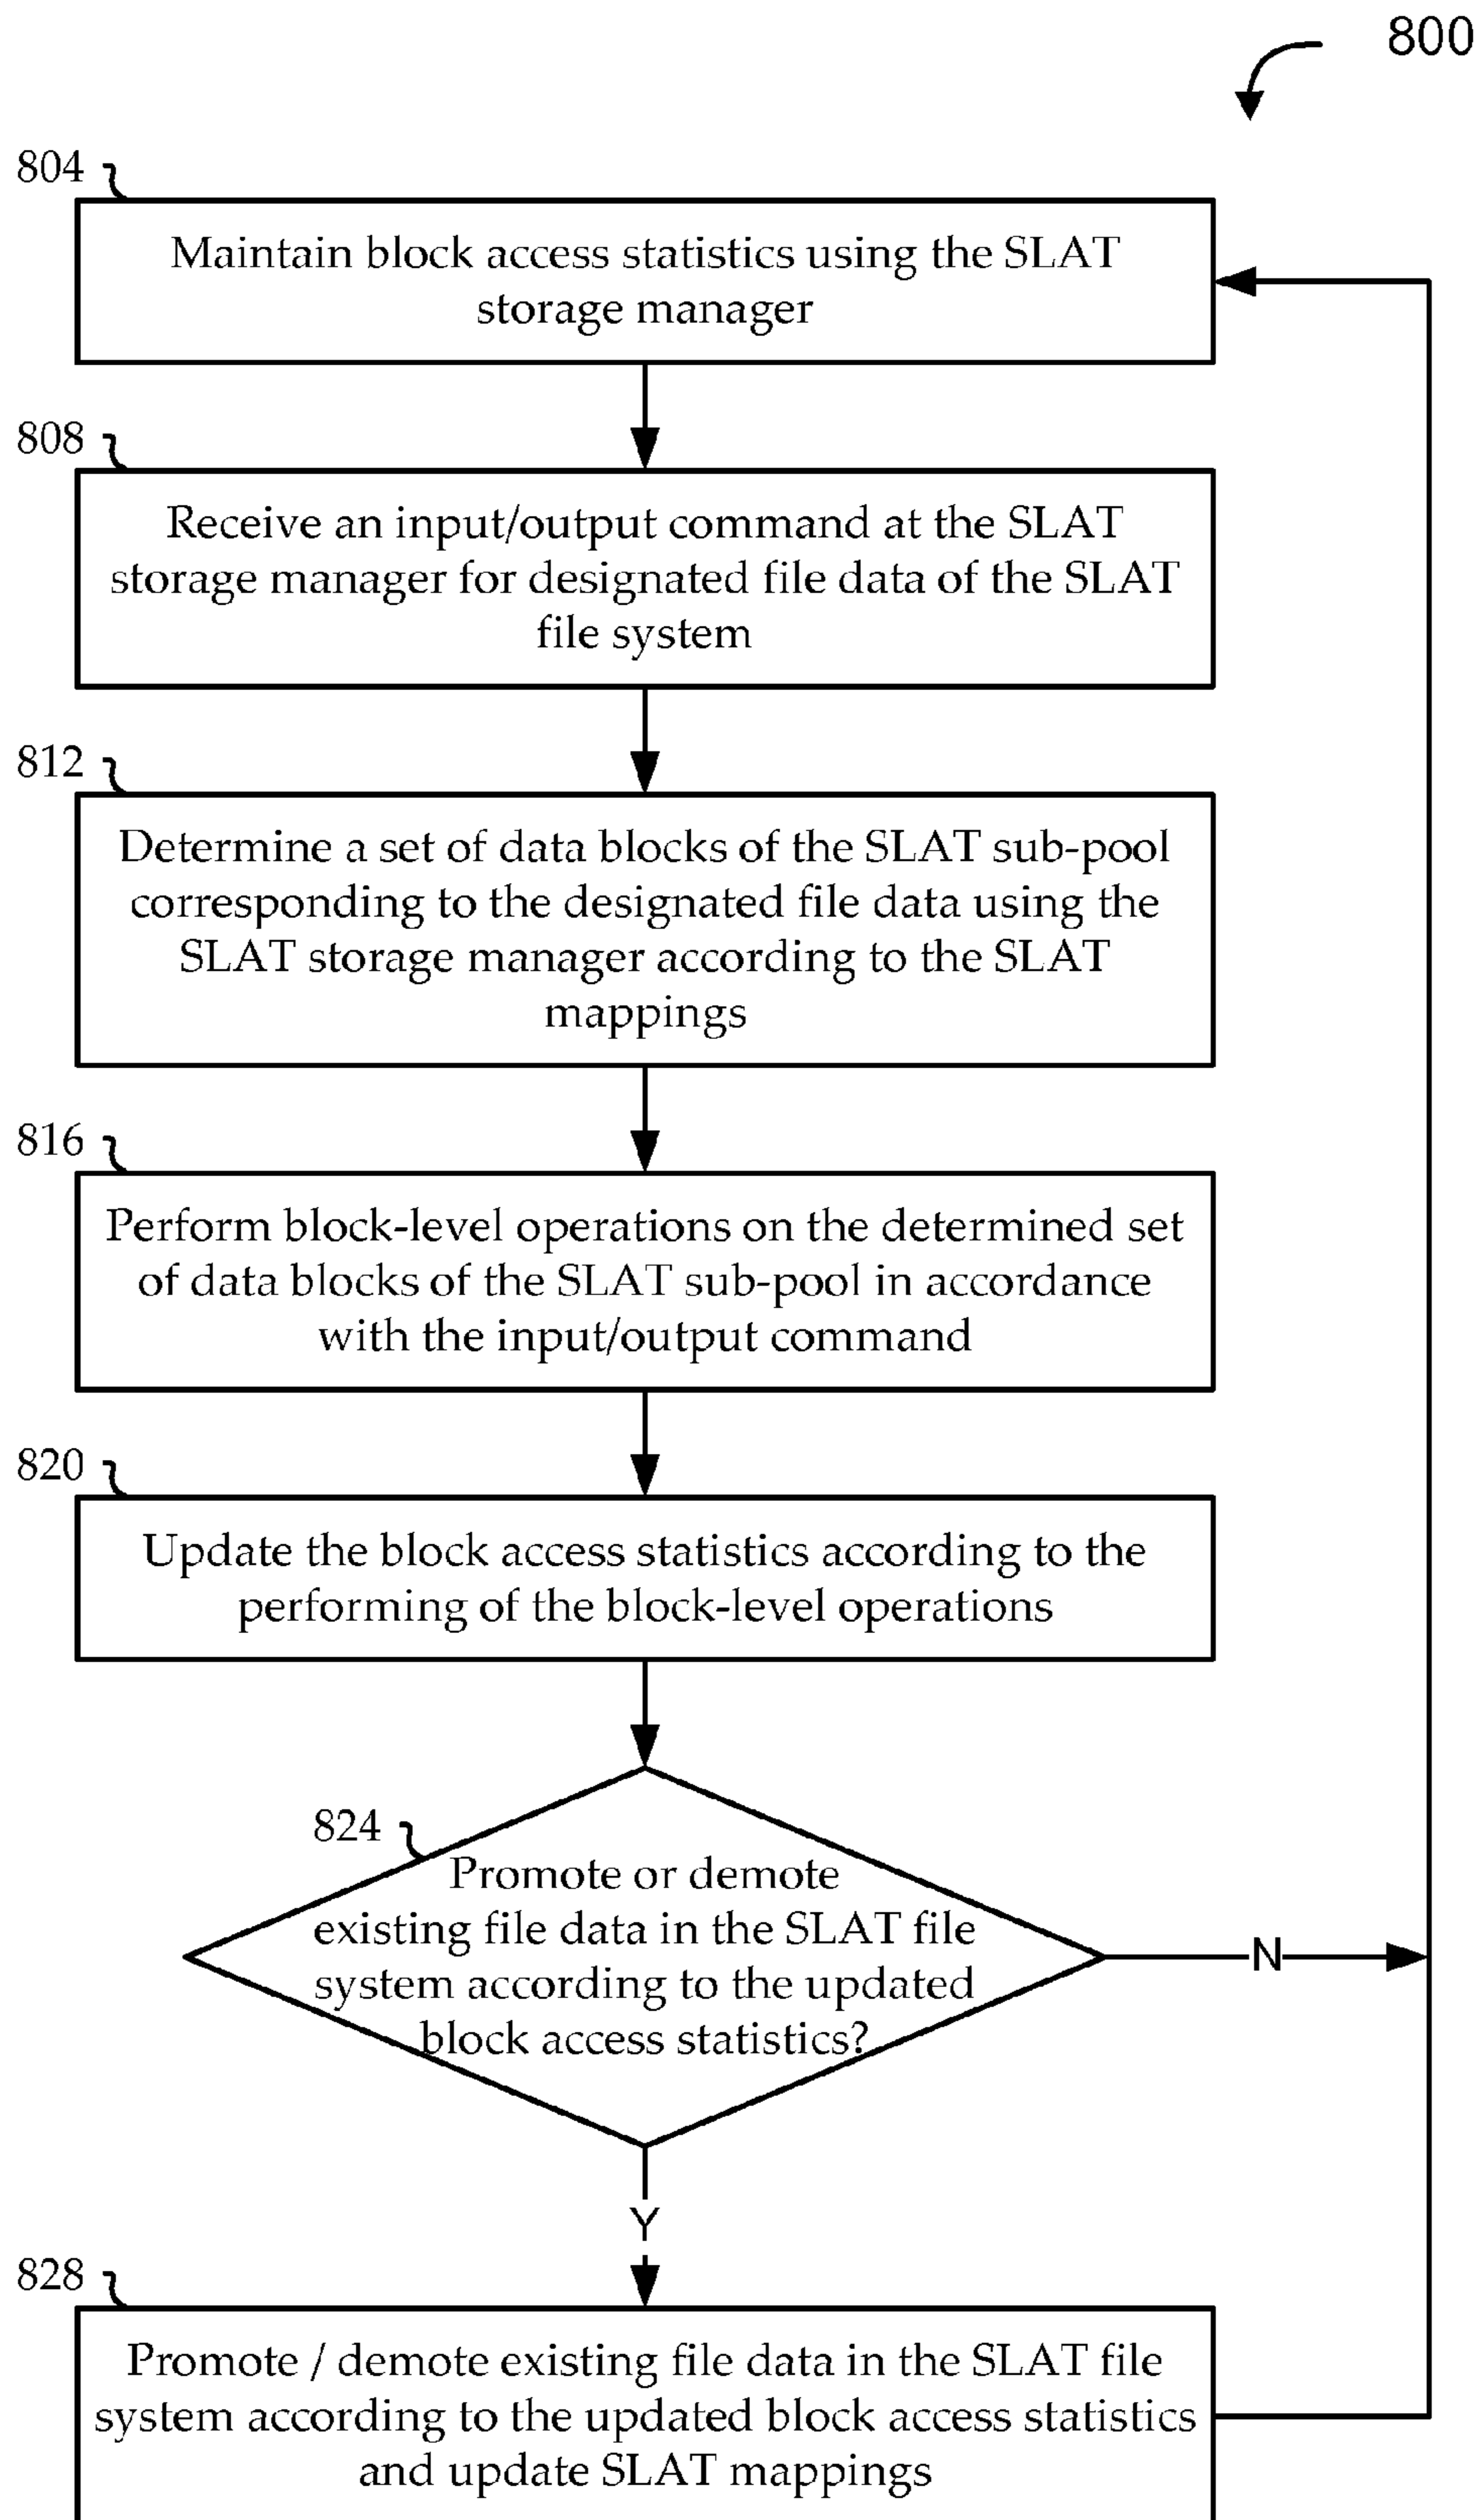 800
804
Maintain block access statistics using the SLAT
storage manager
808
Receive an input/output command at the SLAT
storage manager for designated file data of the SLAT
file system
812
Determine a set of data blocks of the SLAT sub-pool
corresponding to the designated file data using the
SLAT storage manager according to the SLAT
mappings
816
Perform block-level operations on the determined set
of data blocks of the SLAT sub-pool in accordance
with the input/output command
820
Update the block access statistics according to the
performing of the block-level operations
824
Promote or demote
existing file data in the SLAT file
system according to the updated
block access statistics?
N
Y
828
Promote / demote existing file data in the SLAT file
system according to the updated block access statistics
and update SLAT mappings